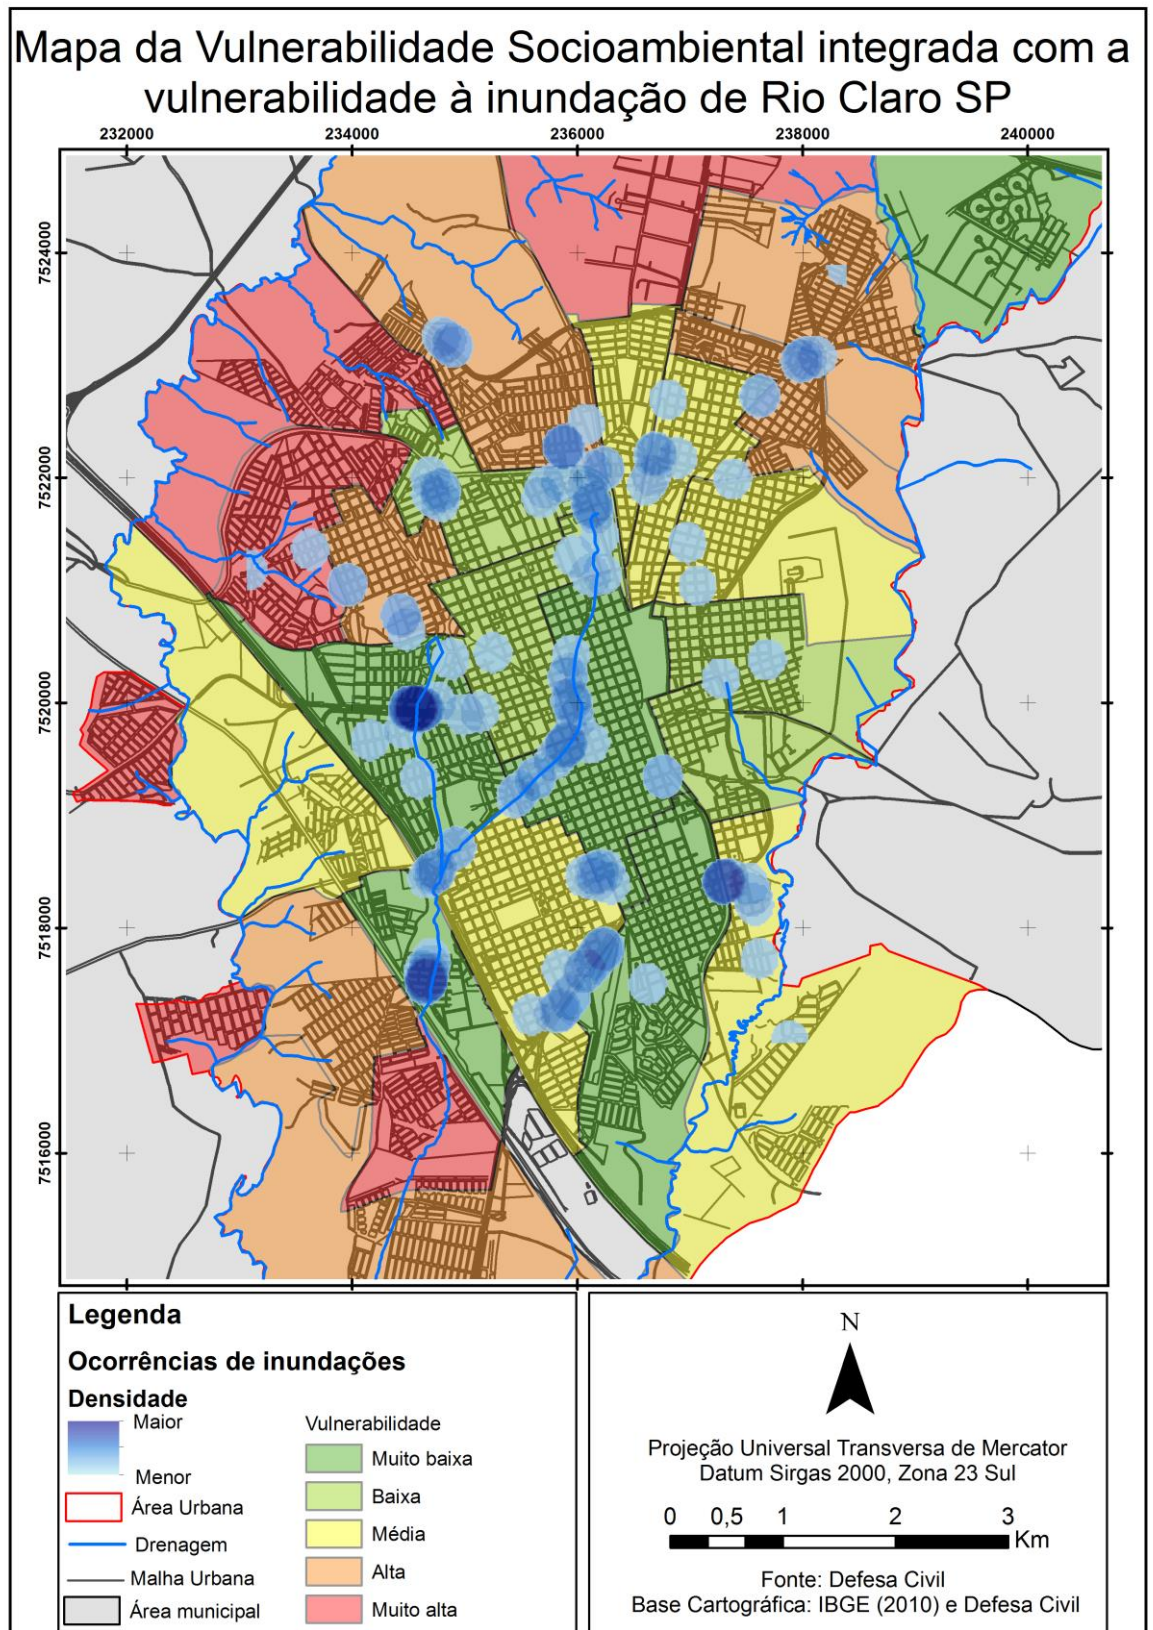 Mapa da Vulnerabilidade Socioambiental integrada com a
vulnerabilidade à inundação de Rio Claro SP
232000 234000 236000 238000 240000
7524000
7522000
7520000
7518000
7516000
Legenda
Ocorrências de inundações
Densidade
Maior
Menor
Área Urbana
Drenagem
Malha Urbana
Área municipal
Vulnerabilidade
Muito baixa
Baixa
Média
Alta
Muito alta
N
Projeção Universal Transversa de Mercator
Datum Sirgas 2000, Zona 23 Sul
0 0,5 1 2 3
Km
Fonte: Defesa Civil
Base Cartográfica: IBGE (2010) e Defesa Civil